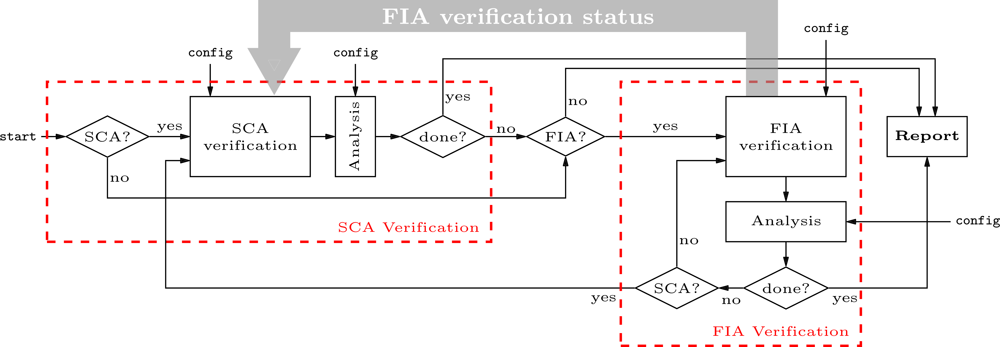 FIA verification status
config
config
config
yes
no
start
SCA?
yes
SCA
verification
Analysis
done?
no
FIA?
yes
FIA
verification
Report
no
SCA Verification
Analysis
config
no
SCA?
done?
yes
no
yes
FIA Verification